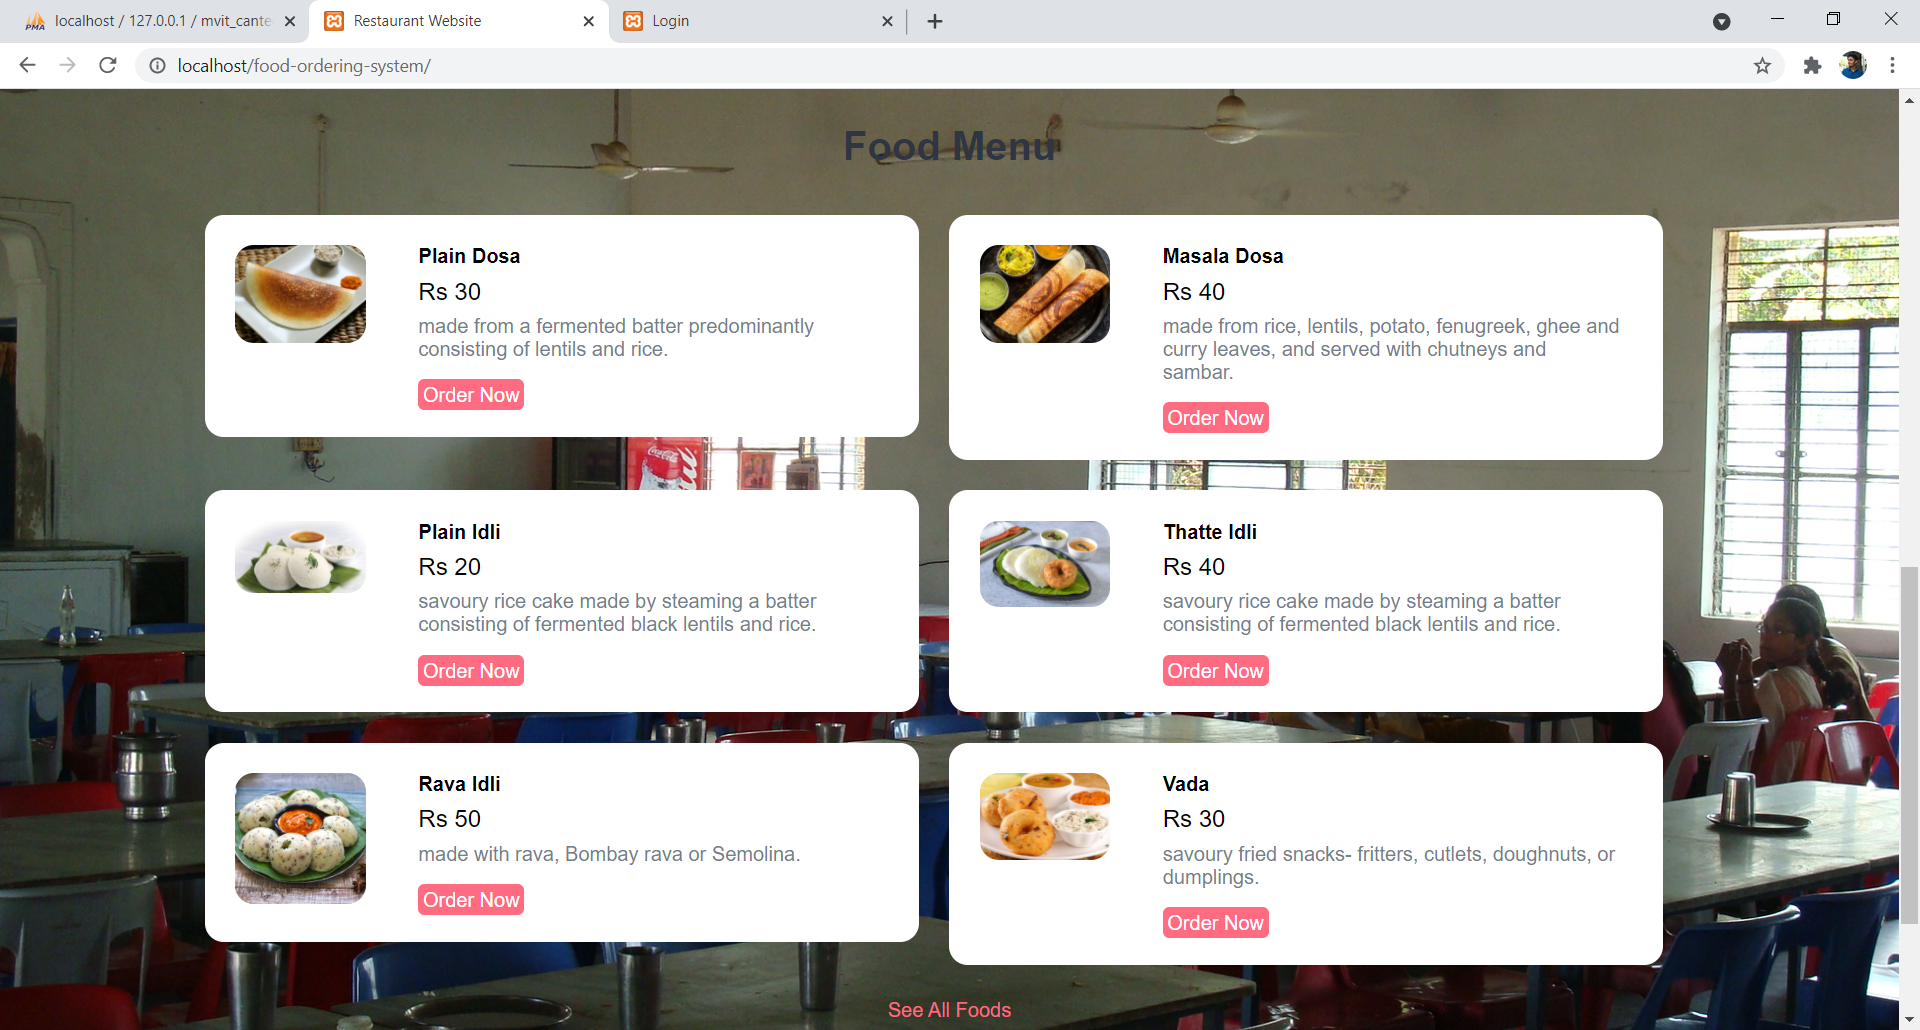 localhost / 127.0.0.1 / mvit_cante
Restaurant Website
Login
localhost/food-ordering-system/
Food Menu
Plain Dosa
Rs 30
made from a fermented batter predominantly
consisting of lentils and rice.
Order Now
Masala Dosa
Rs 40
made from rice, lentils, potato, fenugreek, ghee and
curry leaves, and served with chutneys and
sambar.
Order Now
Coca-Cola
Plain Idli
Rs 20
savoury rice cake made by steaming a batter
consisting of fermented black lentils and rice.
Order Now
Thatte Idli
Rs 40
savoury rice cake made by steaming a batter
consisting of fermented black lentils and rice.
Order Now
Rava Idli
Rs 50
made with rava, Bombay rava or Semolina.
Order Now
Vada
Rs 30
savoury fried snacks- fritters, cutlets, doughnuts, or
dumplings.
Order Now
See All Foods